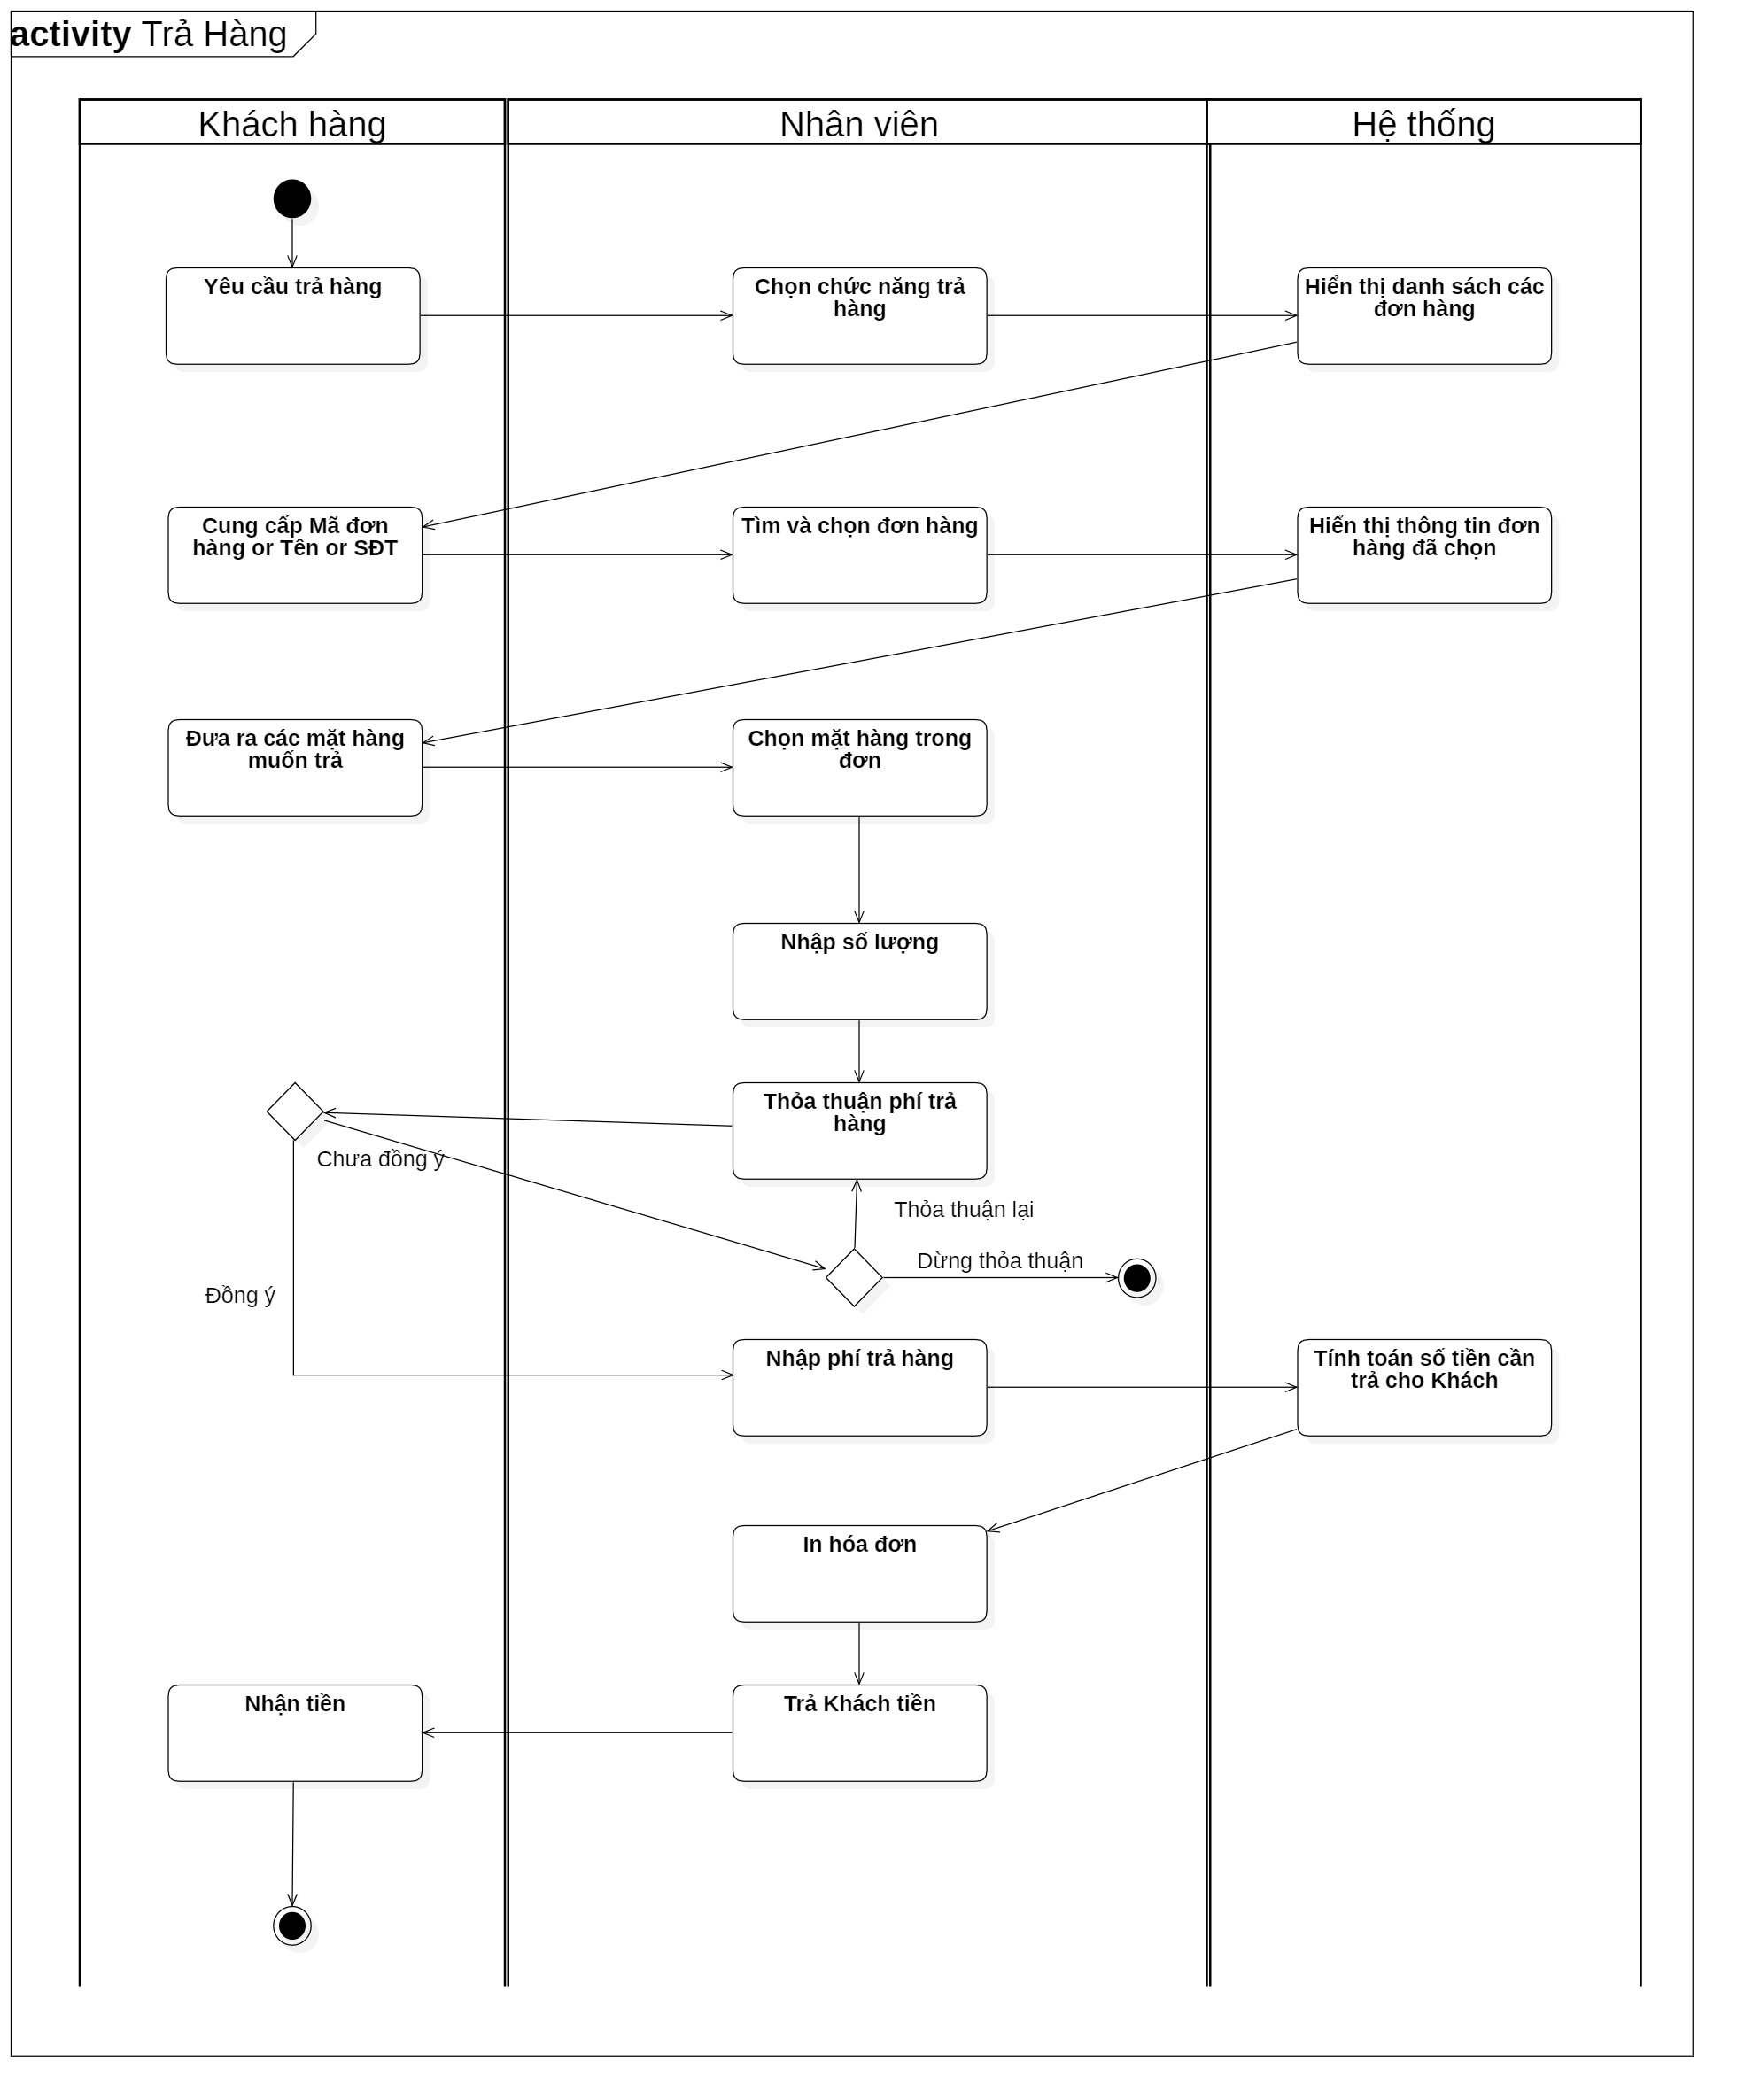 activity Trả Hàng
Khách hàng
Nhân viên
Hệ thống
Yêu cầu trả hàng
Chọn chức năng trả
hàng
Hiển thị danh sách các
đơn hàng
Cung cấp Mã đơn
hàng or Tên or SĐT
Tìm và chọn đơn hàng
Hiển thị thông tin đơn
hàng đã chọn
Đưa ra các mặt hàng
muốn trả
Chọn mặt hàng trong
đơn
Nhập số lượng
Thỏa thuận phí trả
hàng
Chưa đồng ý
Thỏa thuận lại
Dừng thỏa thuận
Đồng ý
Nhập phí trả hàng
Tính toán số tiền cần
trả cho Khách
In hóa đơn
Nhận tiền
Trả Khách tiền